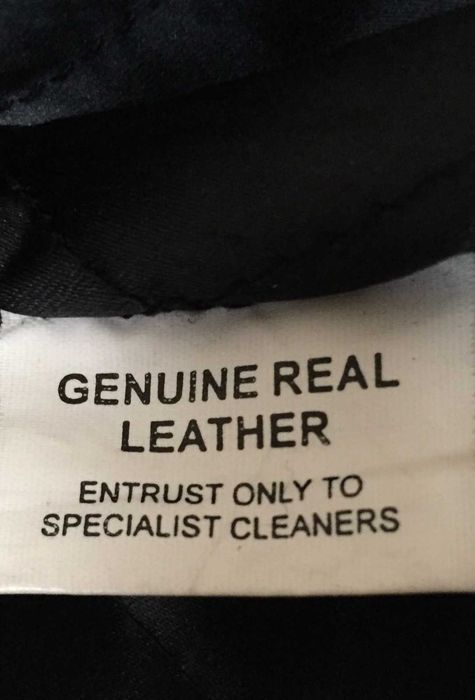 GENUINE REAL
LEATHER
ENTRUST ONLY TO
SPECIALIST CLEANERS